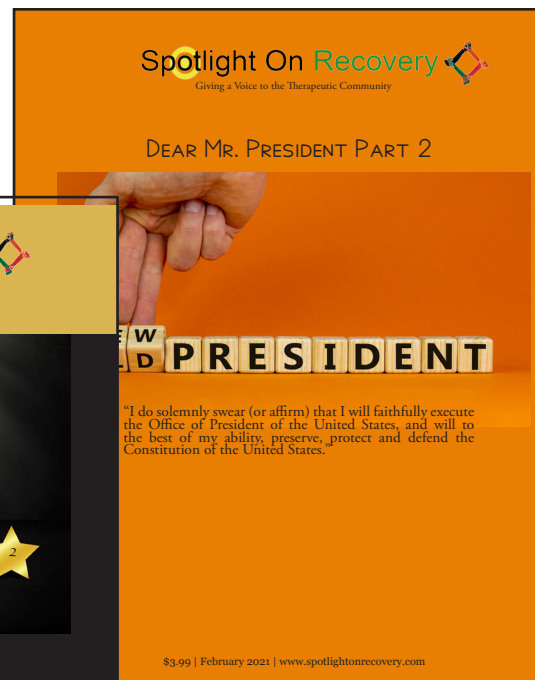 Spotlight On Recovery
Giving a Voice to the Therapeutic Community
Dear Mr. President Part 2
W
D PRESIDENT
“I do solemnly swear (or affirm) that I will faithfully execute
the Office of President of the United States, and will to
the best of my ability, preserve, protect and defend the
Constitution of the United States.”
2
$3.99 | February 2021 | www.spotlightonrecovery.com